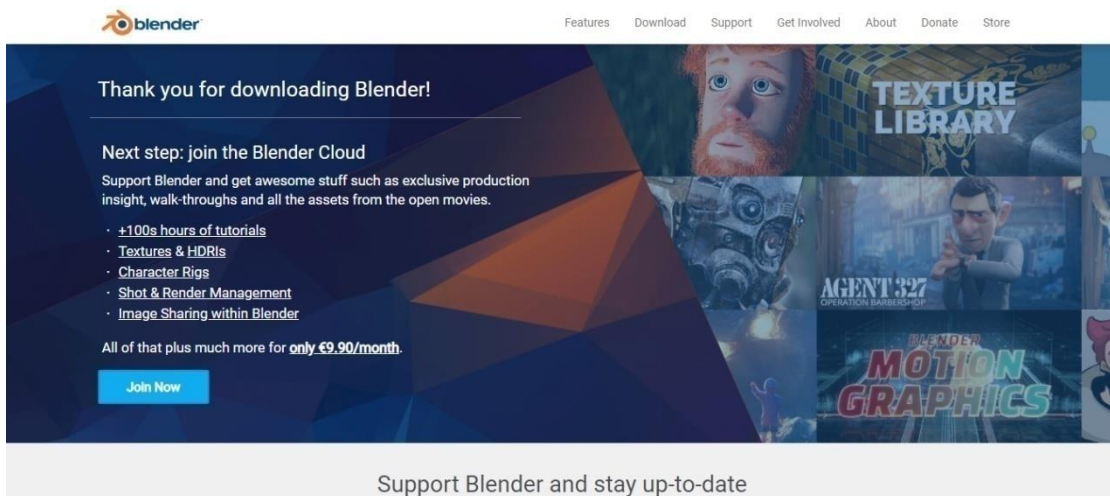 blender
Features Download Support Get Involved About Donate Store
Thank you for downloading Blender!
Next step: join the Blender Cloud
Support Blender and get awesome stuff such as exclusive production
insight, walk-throughs and all the assets from the open movies.
· +100s hours of tutorials
· Textures & HDRIs
· Character Rigs
· Shot & Render Management
· Image Sharing within Blender
All of that plus much more for only €9.90/month.
Join Now
TEXTURE
LIBRARY
AGENT 327
OPERATION BARBERSHOP
BLENDER
MOTION
GRAPHICS
Support Blender and stay up-to-date